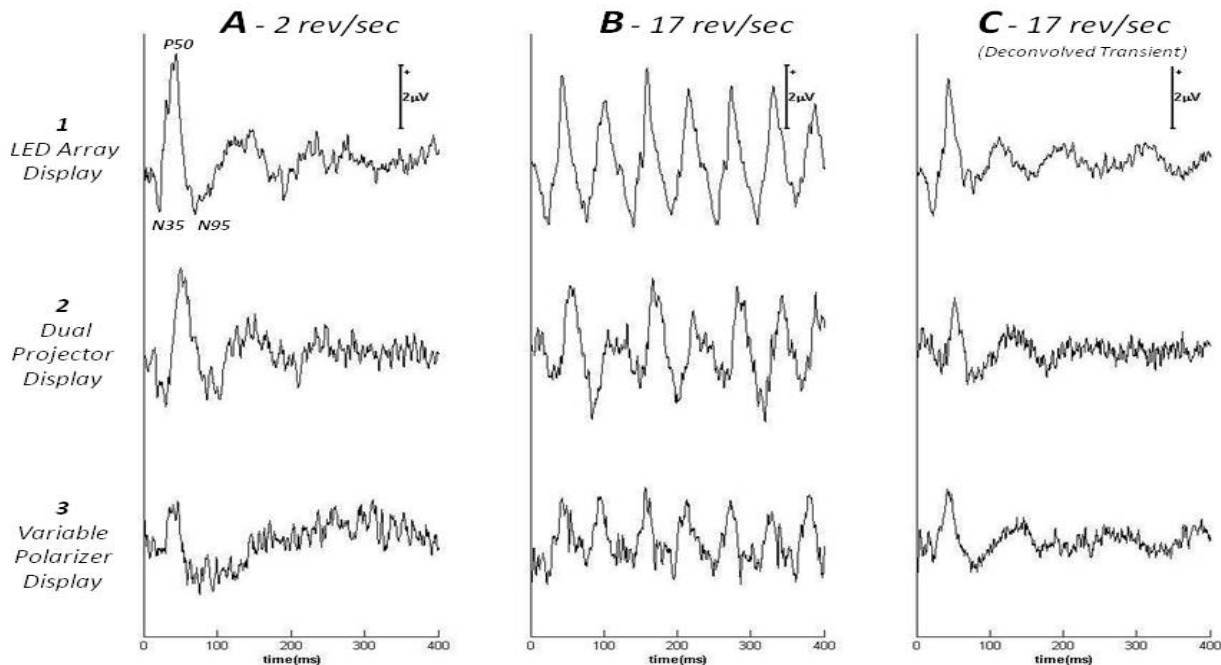 A - 2 rev/sec
B - 17 rev/sec
C - 17 rev/sec
(Deconvolved Transient)
P50
+
2µV
+
2µV
+
2µV
1
LED Array
Display
N35 N95
2
Dual
Projector
Display
3
Variable
Polarizer
Display
0 100 200 300 400
time(ms)
0 100 200 300 400
time(ms)
0 100 200 300 400
time(ms)